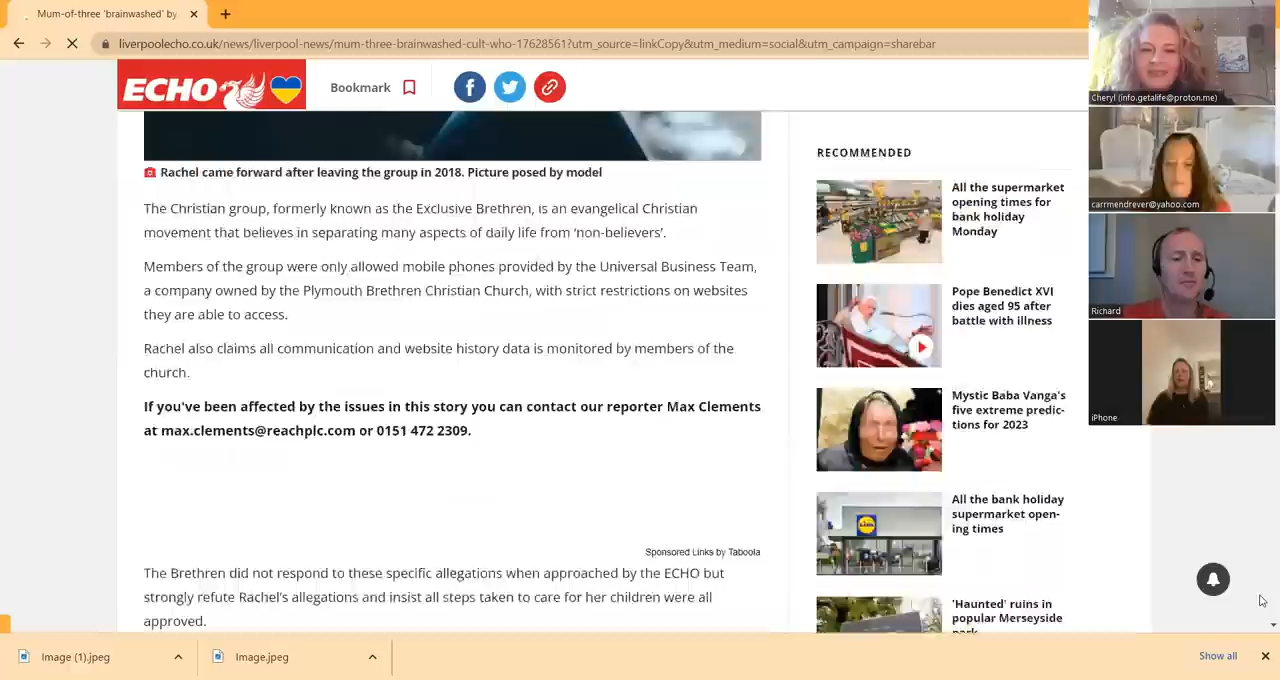 Mum-of-three 'brainwashed' by
liverpoolecho.co.uk/news/liverpool-news/mum-three-brainwashed-cult-who-17628561?utm_source=linkCopy&utm_medium=social&utm_campaign=sharebar
ECHO
Bookmark
Rachel came forward after leaving the group in 2018. Picture posed by model
The Christian group, formerly known as the Exclusive Brethren, is an evangelical Christian
movement that believes in separating many aspects of daily life from ‘non-believers’.
Members of the group were only allowed mobile phones provided by the Universal Business Team,
a company owned by the Plymouth Brethren Christian Church, with strict restrictions on websites
they are able to access.
Rachel also claims all communication and website history data is monitored by members of the
church.
If you've been affected by the issues in this story you can contact our reporter Max Clements
at max.clements@reachplc.com or 0151 472 2309.
Sponsored Links by Taboola
The Brethren did not respond to these specific allegations when approached by the ECHO but
strongly refute Rachel's allegations and insist all steps taken to care for her children were all
approved.
RECOMMENDED
All the supermarket
opening times for
bank holiday
Monday
Pope Benedict XVI
dies aged 95 after
battle with illness
Mystic Baba Vanga's
five extreme predic-
tions for 2023
All the bank holiday
supermarket open-
ing times
'Haunted' ruins in
popular Merseyside
park
Cheryl (info.getalife@proton.me)
carrmendrever@yahoo.com
Richard
iPhone
Image (1).jpeg
Image.jpeg
Show all